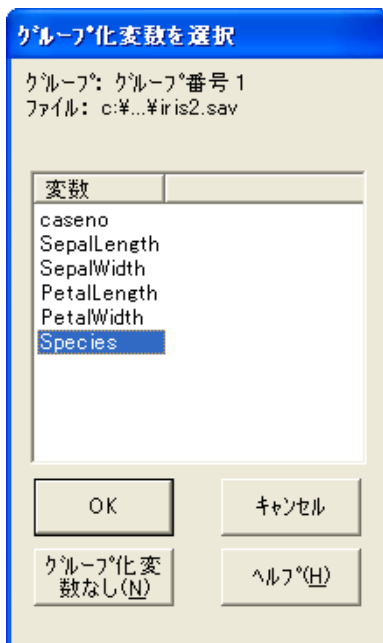 ｸﾞﾙｰﾌﾟ化変数を選択
ｸﾞﾙｰﾌﾟ: ｸﾞﾙｰﾌﾟ番号 1
ﾌｧｲﾙ: c:¥...¥iris2.sav
変数
caseno
SepalLength
SepalWidth
PetalLength
PetalWidth
Species
OK
ｷｬﾝｾﾙ
ｸﾞﾙｰﾌﾟ化変
数なし(N)
ﾍﾙﾌﾟ(H)